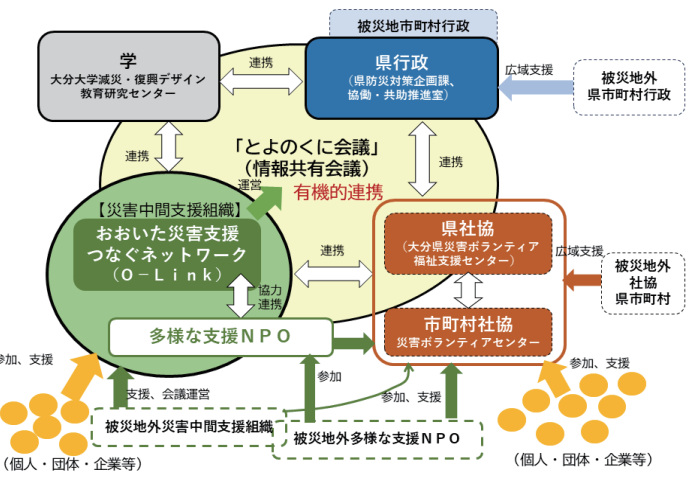 被災地市町村行政
学
大分大学減災・復興デザイン
教育研究センター
連携
県行政
（県防災対策企画課、
協働・共助推進室）
広域支援
被災地外
県市町村行政
連携
「とよのくに会議」
（情報共有会議）
連携
運営
有機的連携
【災害中間支援組織】
おおいた災害支援
つなぐネットワーク
（Ｏ－Ｌｉｎｋ）
連携
県社協
（大分県災害ボランティア
福祉支援センター）
広域支援
被災地外
社協
県市町村
協力
連携
多様な支援ＮＰＯ
市町村社協
災害ボランティアセンター
参加、支援
支援、会議運営
参加
参加、支援
参加、支援
被災地外災害中間支援組織
被災地外多様な支援ＮＰＯ
（個人・団体・企業等）
（個人・団体・企業等）